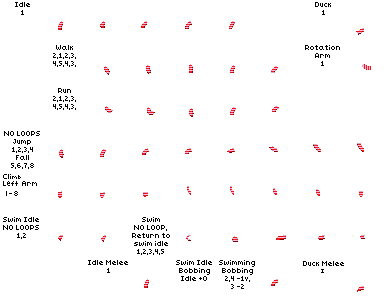 Idle
1
Duck
1
Walk
2,1,2,3,
4,5,4,3,
Rotation
Arm
1
Run
2,1,2,3,
4,5,4,3,
NO LOOPS
Jump
1,2,3,4
Fall
5,6,7,8
Climb
Left Arm
1-8
Swim Idle
NO LOOPS
1,2
Swim
NO LOOP,
Return to
swim idle
1,2,3,4,5
Idle Melee
1
Swim Idle
Bobbing
Idle +0
Swimming
Bobbing
2,4 -1v,
3 -2
Duck Melee
1